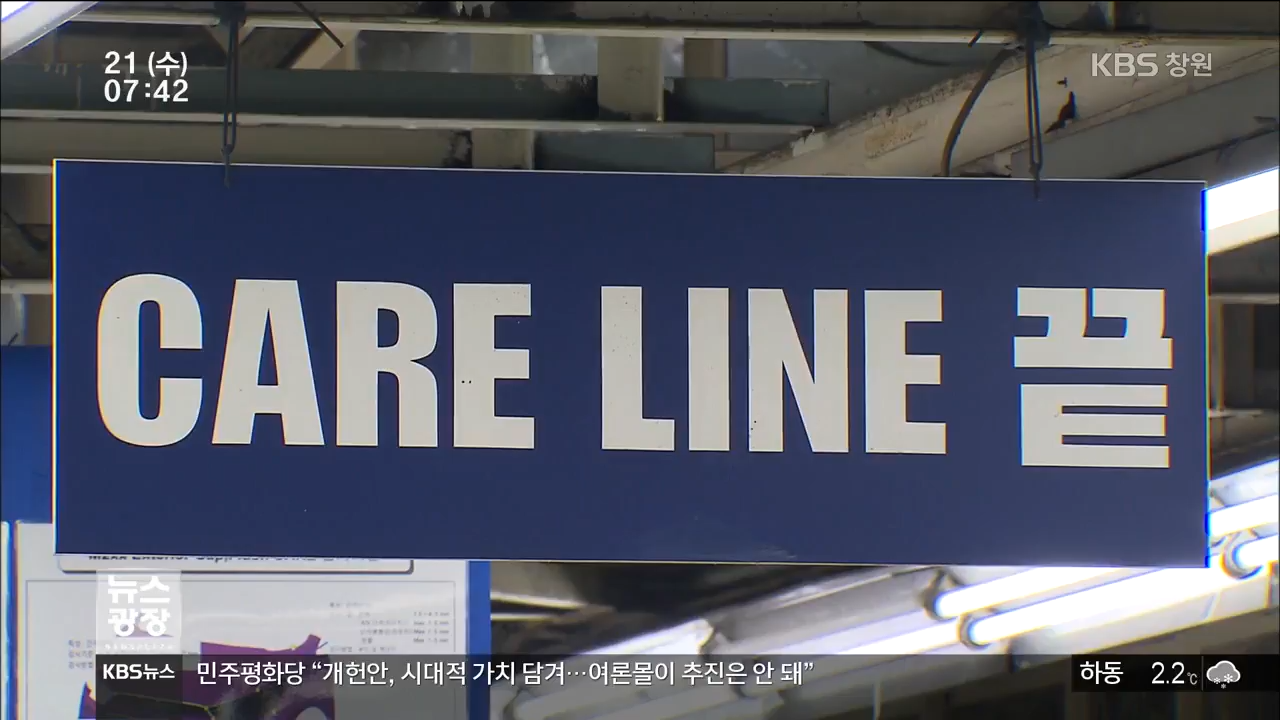 21 (수)
07:42
KBS 창원
CARE LINE 끝
뉴스
광장
KBS뉴스 민주평화당 “개헌안, 시대적 가치 담겨…여론몰이 추진은 안 돼”
하동 2.2℃